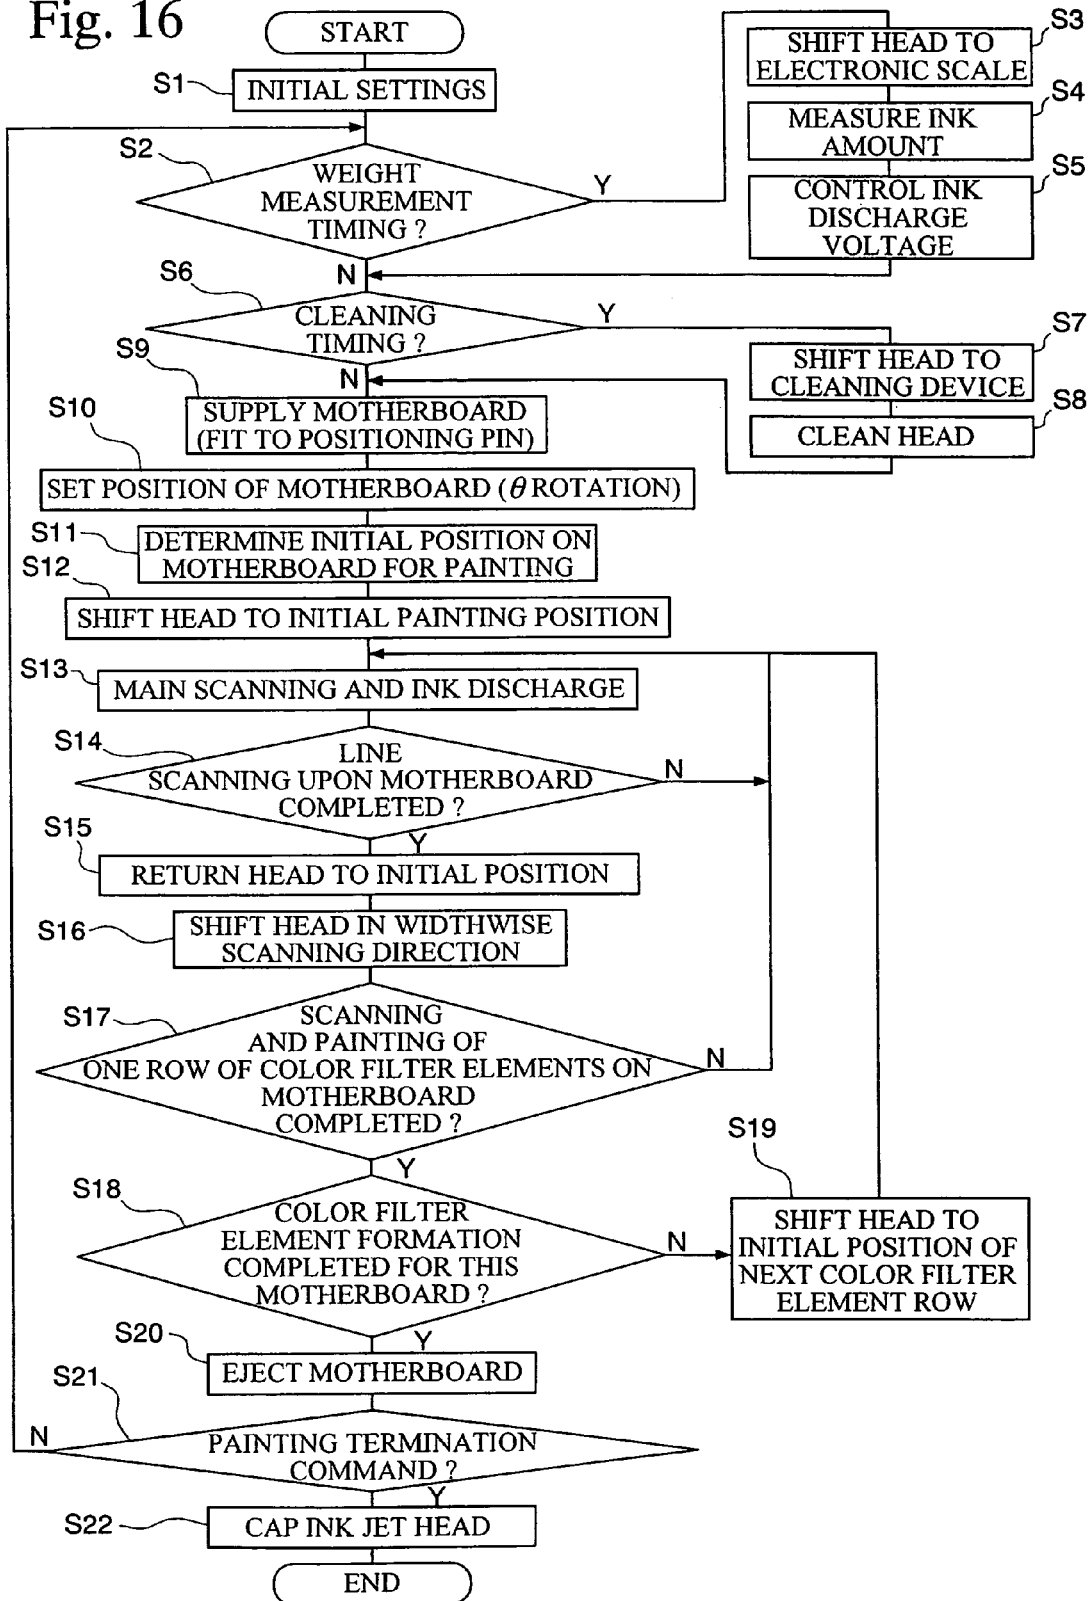 Fig. 16
START
S1
INITIAL SETTINGS
S2
WEIGHT
MEASUREMENT
TIMING ?
Y
N
S3
SHIFT HEAD TO
ELECTRONIC SCALE
S4
MEASURE INK
AMOUNT
S5
CONTROL INK
DISCHARGE
VOLTAGE
S6
CLEANING
TIMING ?
Y
N
S7
SHIFT HEAD TO
CLEANING DEVICE
S8
CLEAN HEAD
S9
SUPPLY MOTHERBOARD
(FIT TO POSITIONING PIN)
S10
SET POSITION OF MOTHERBOARD (θ ROTATION)
S11
DETERMINE INITIAL POSITION ON
MOTHERBOARD FOR PAINTING
S12
SHIFT HEAD TO INITIAL PAINTING POSITION
S13
MAIN SCANNING AND INK DISCHARGE
S14
LINE
SCANNING UPON MOTHERBOARD
COMPLETED ?
N
Y
S15
RETURN HEAD TO INITIAL POSITION
S16
SHIFT HEAD IN WIDTHWISE
SCANNING DIRECTION
S17
SCANNING
AND PAINTING OF
ONE ROW OF COLOR FILTER ELEMENTS ON
MOTHERBOARD
COMPLETED ?
N
Y
S18
COLOR FILTER
ELEMENT FORMATION
COMPLETED FOR THIS
MOTHERBOARD ?
N
Y
S19
SHIFT HEAD TO
INITIAL POSITION OF
NEXT COLOR FILTER
ELEMENT ROW
S20
EJECT MOTHERBOARD
S21
PAINTING TERMINATION
COMMAND ?
N
Y
S22
CAP INK JET HEAD
END